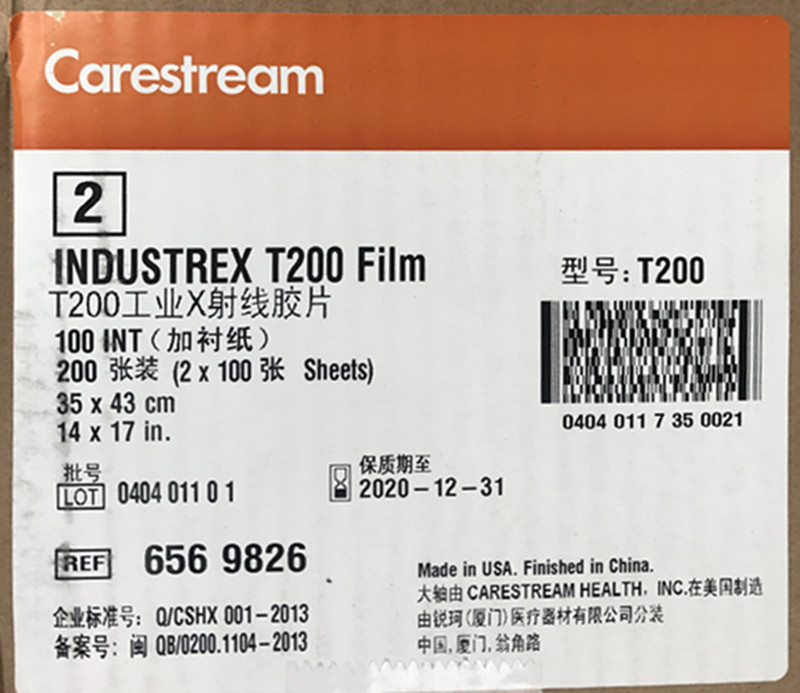 Carestream
2
INDUSTREX T200 Film
T200工业X射线胶片
100 INT（加衬纸）
200 张装 (2 x 100 张 Sheets)
35 x 43 cm
14 x 17 in.
型号: T200
0404 011 7 35 0021
批号
LOT 0404 011 0 1
保质期至
2020-12-31
REF 656 9826
企业标准号: Q/CSHX 001-2013
备案号: 闽 QB/0200.1104-2013
Made in USA. Finished in China.
大轴由 CARESTREAM HEALTH, INC.在美国制造
由锐珂(厦门)医疗器材有限公司分装
中国,厦门,翁角路